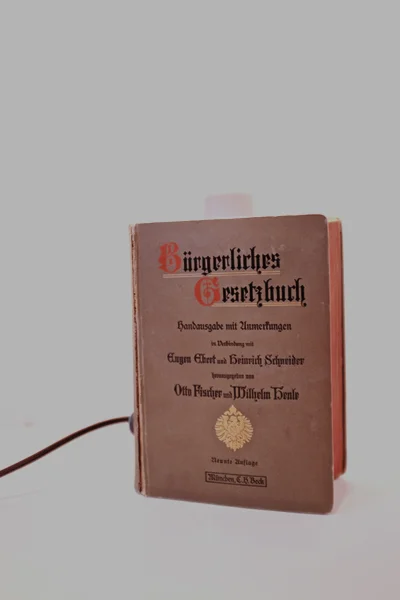 Bürgerliches
Gesetzbuch
Handausgabe mit Anmerkungen
in Verbindung mit
Eugen Ebert und Heinrich Schneider
herausgegeben von
Otto Fischer und Wilhelm Henle
Neunte Auflage
München, C. H. Beck